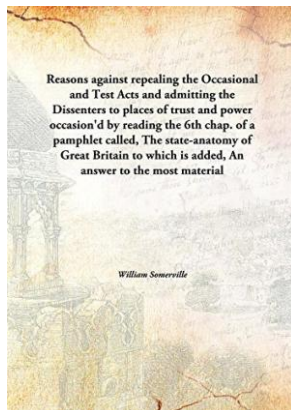 Reasons against repealing the Occasional
and Test Acts and admitting the
Dissenters to places of trust and power
occasion'd by reading the 6th chap. of a
pamphlet called, The state-anatomy of
Great Britain to which is added, An
answer to the most material
William Somerville